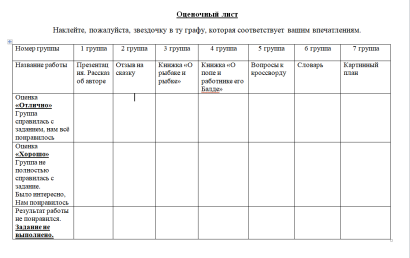 Оценочный лист
Наклейте, пожалуйста, звездочку в ту графу, которая соответствует вашим впечатлениям.
Номер группы 1 группа 2 группа 3 группа 4 группа 5 группа 6 группа 7 группа
Название работы Презентац Отзыв на Книжка «О Книжка «О Вопросы к Словарь Картинный
ия. Рассказ сказку рыбаке и попе и кроссворду план
об авторе рыбке» работнике его
Балде»
Оценка
«Отлично»
Группа
справилась с
заданием, нам всё
понравилось
Оценка
«Хорошо»
Группа не
полностью
справилась с
задание.
Было интересно,
Нам понравилось
Результат работы
не понравился.
Задание не
выполнено.